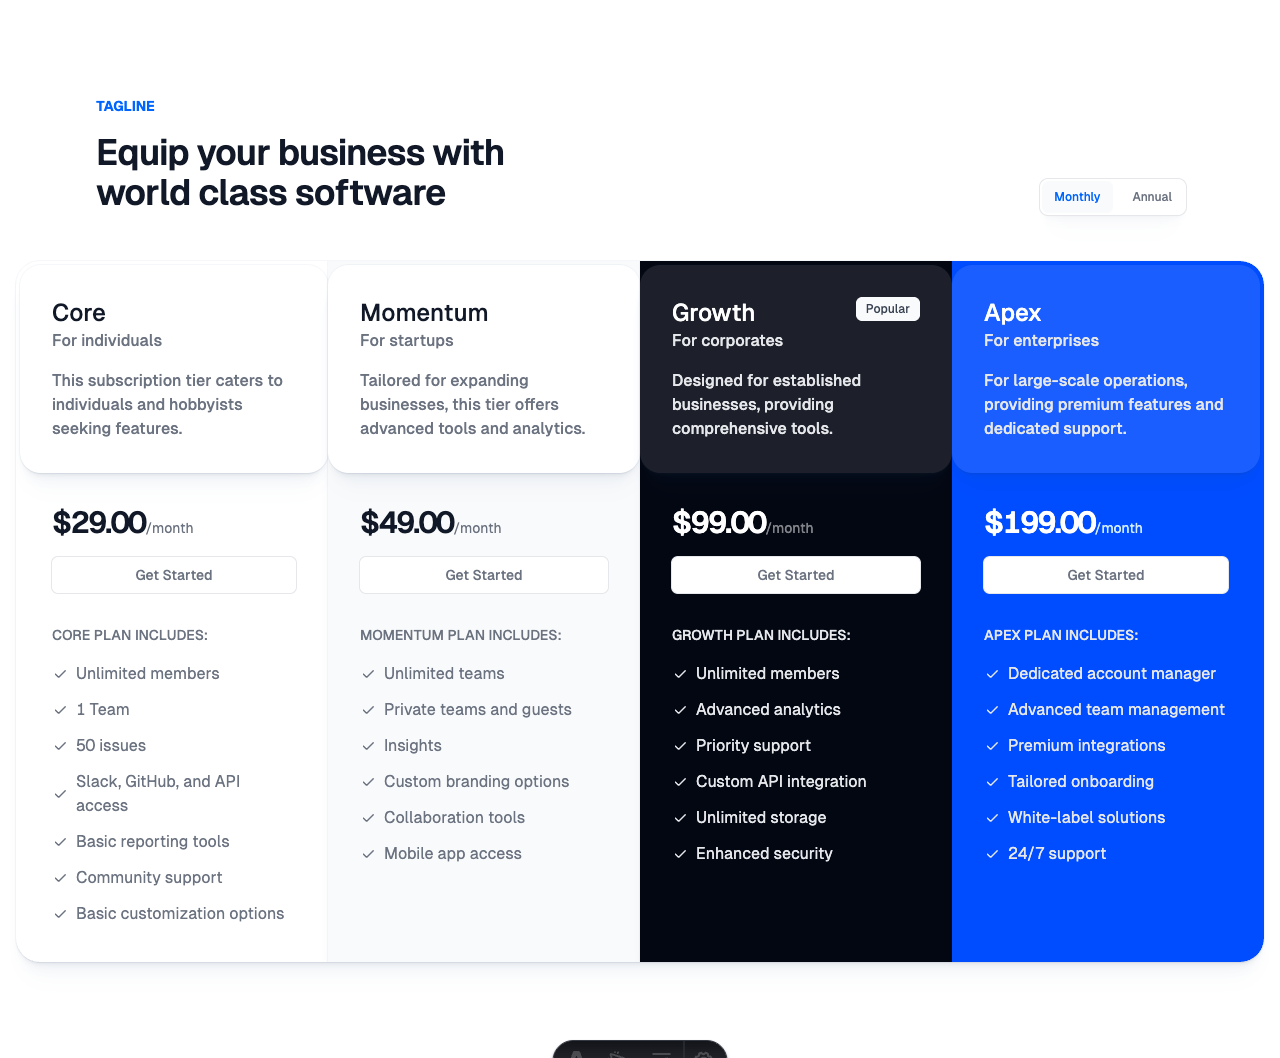 TAGLINE
Equip your business with
world class software
Monthly
Annual
Core
For individuals
This subscription tier caters to
individuals and hobbyists
seeking features.
$29.00/month
Get Started
CORE PLAN INCLUDES:
Unlimited members
1 Team
50 issues
Slack, GitHub, and API
access
Basic reporting tools
Community support
Basic customization options
Momentum
For startups
Tailored for expanding
businesses, this tier offers
advanced tools and analytics.
$49.00/month
Get Started
MOMENTUM PLAN INCLUDES:
Unlimited teams
Private teams and guests
Insights
Custom branding options
Collaboration tools
Mobile app access
Growth
Popular
For corporates
Designed for established
businesses, providing
comprehensive tools.
$99.00/month
Get Started
GROWTH PLAN INCLUDES:
Unlimited members
Advanced analytics
Priority support
Custom API integration
Unlimited storage
Enhanced security
Apex
For enterprises
For large-scale operations,
providing premium features and
dedicated support.
$199.00/month
Get Started
APEX PLAN INCLUDES:
Dedicated account manager
Advanced team management
Premium integrations
Tailored onboarding
White-label solutions
24/7 support